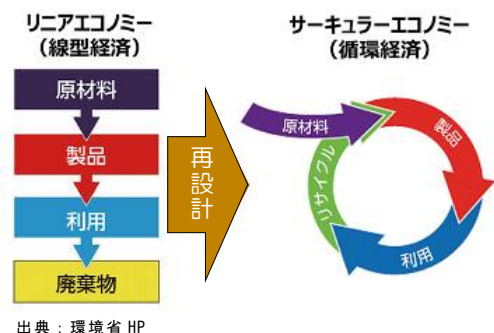 リニアエコノミー
（線型経済）
原材料
製品
利用
廃棄物
再設計
サーキュラーエコノミー
（循環経済）
原材料
製品
利用
リサイクル
出典：環境省 HP